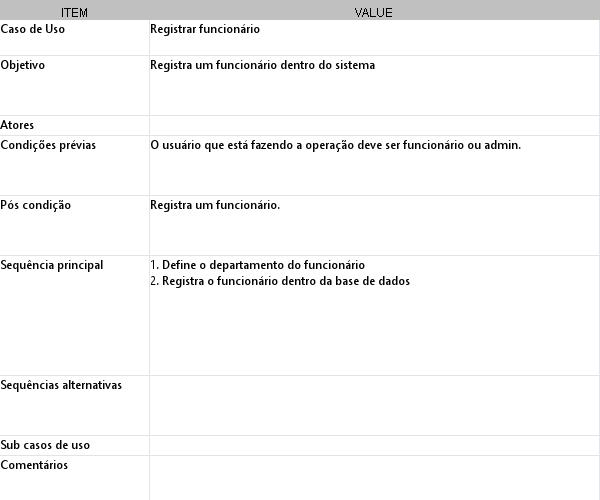 ITEM VALUE
Caso de Uso Registrar funcionário
Objetivo Registra um funcionário dentro do sistema
Atores
Condições prévias O usuário que está fazendo a operação deve ser funcionário ou admin.
Pós condição Registra um funcionário.
Sequência principal 1. Define o departamento do funcionário
2. Registra o funcionário dentro da base de dados
Sequências alternativas
Sub casos de uso
Comentários